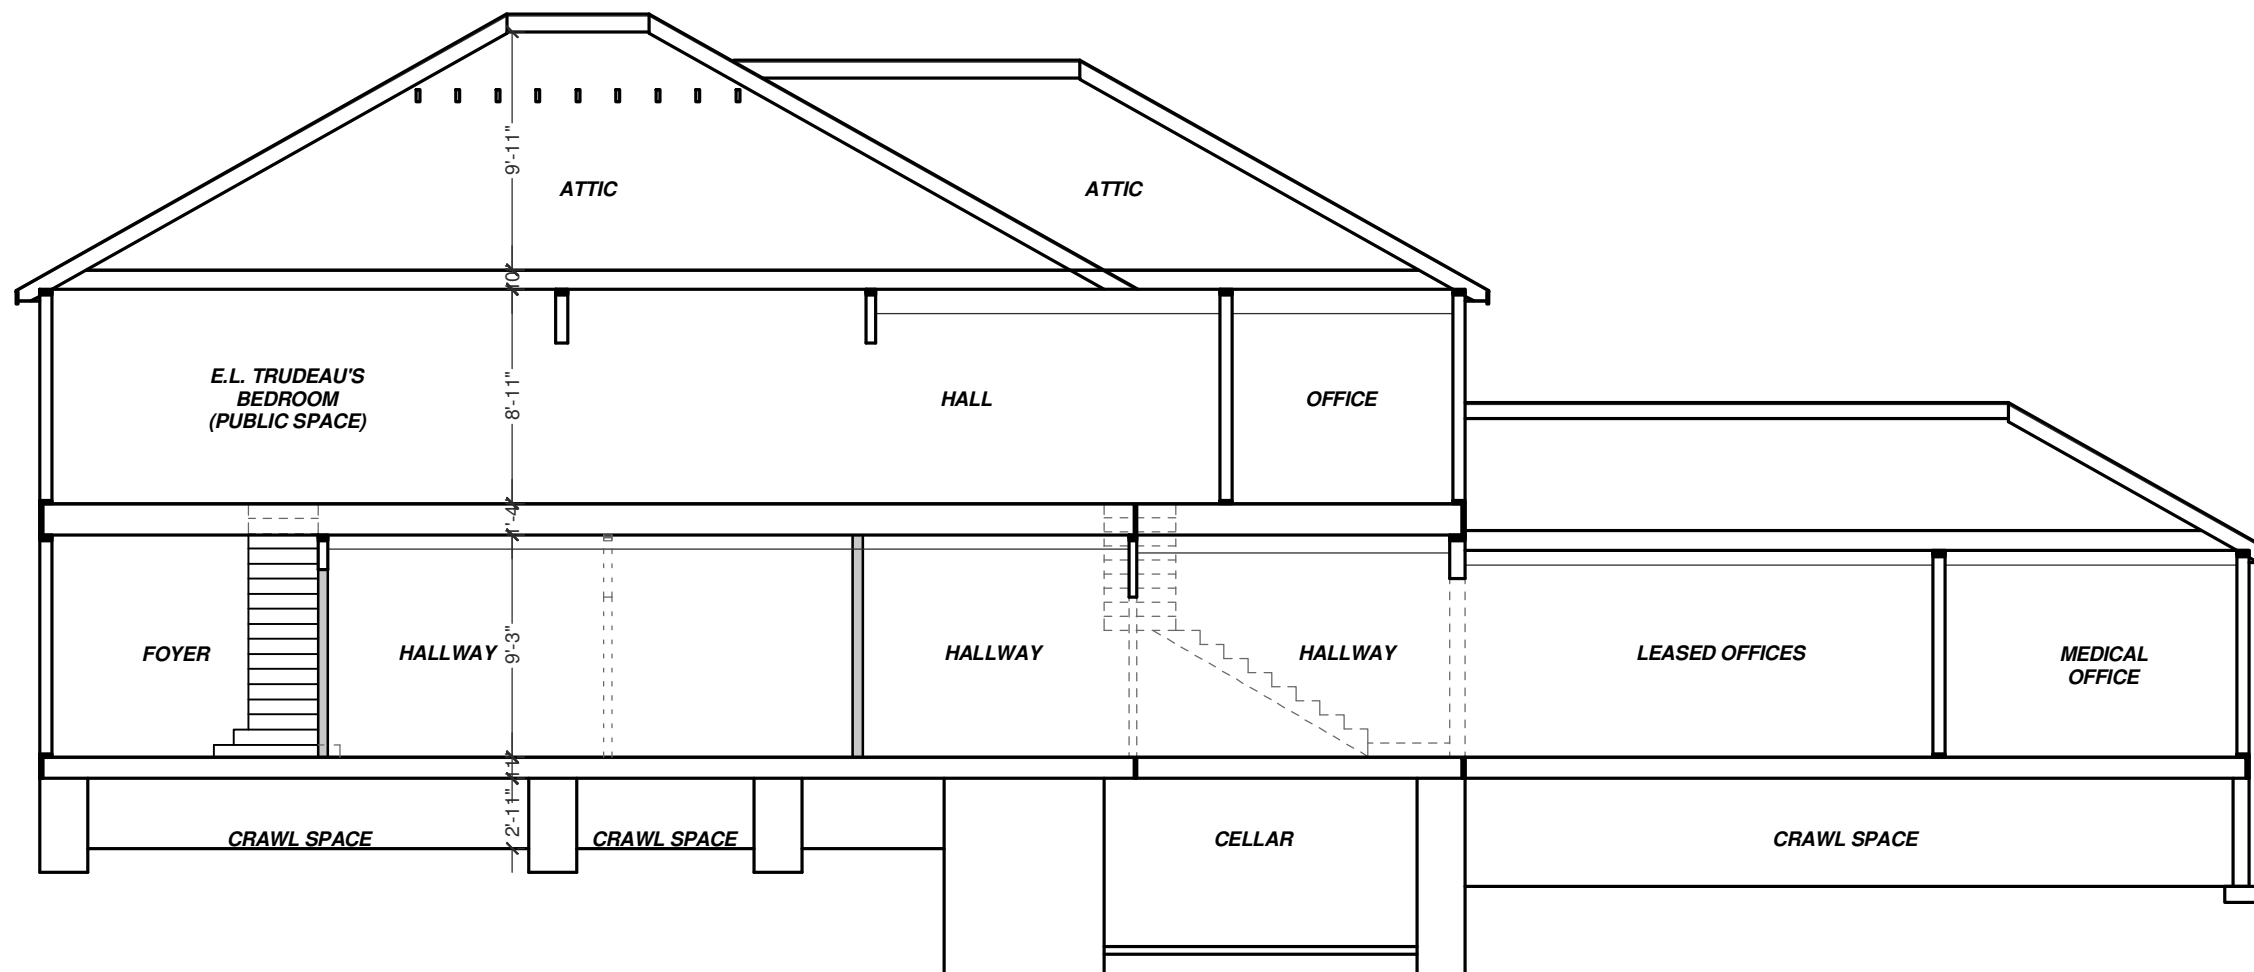 9'-11"
ATTIC
ATTIC
10"
E.L. TRUDEAU'S
BEDROOM
(PUBLIC SPACE)
8'-11"
HALL
OFFICE
1'-4"
FOYER
HALLWAY
9'-3"
HALLWAY
HALLWAY
LEASED OFFICES
MEDICAL
OFFICE
11"
2'-11"
CRAWL SPACE
CRAWL SPACE
CELLAR
CRAWL SPACE